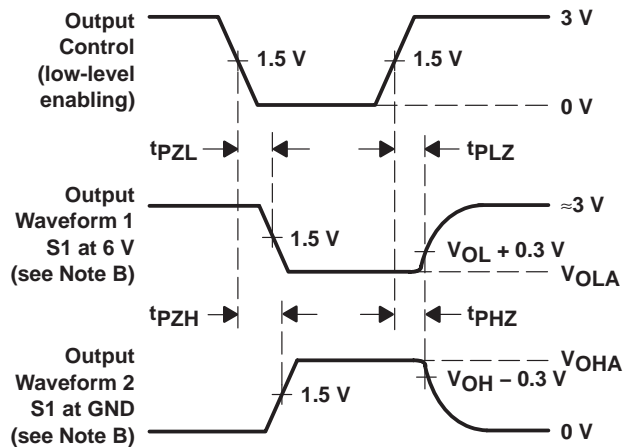 Output
Control
(low-level
enabling)
3 V
1.5 V
1.5 V
0 V
tPZL
tPLZ
Output
Waveform 1
S1 at 6 V
(see Note B)
≈3 V
1.5 V
VOL + 0.3 V
VOLA
tPZH
tPHZ
Output
Waveform 2
S1 at GND
(see Note B)
VOHA
VOH − 0.3 V
1.5 V
0 V